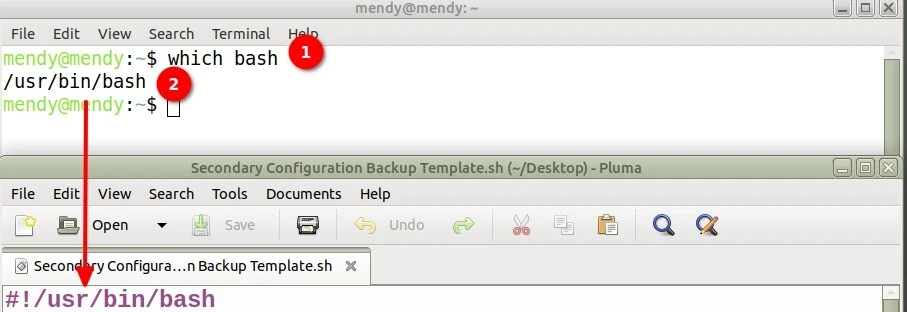 mendy@mendy: ~
File Edit View Search Terminal Help
mendy@mendy:~$ which bash
1
/usr/bin/bash
2
mendy@mendy:~$
Secondary Configuration Backup Template.sh (~/Desktop) - Pluma
File Edit View Search Tools Documents Help
Open Save Undo
Secondary Configura...n Backup Template.sh
#!/usr/bin/bash